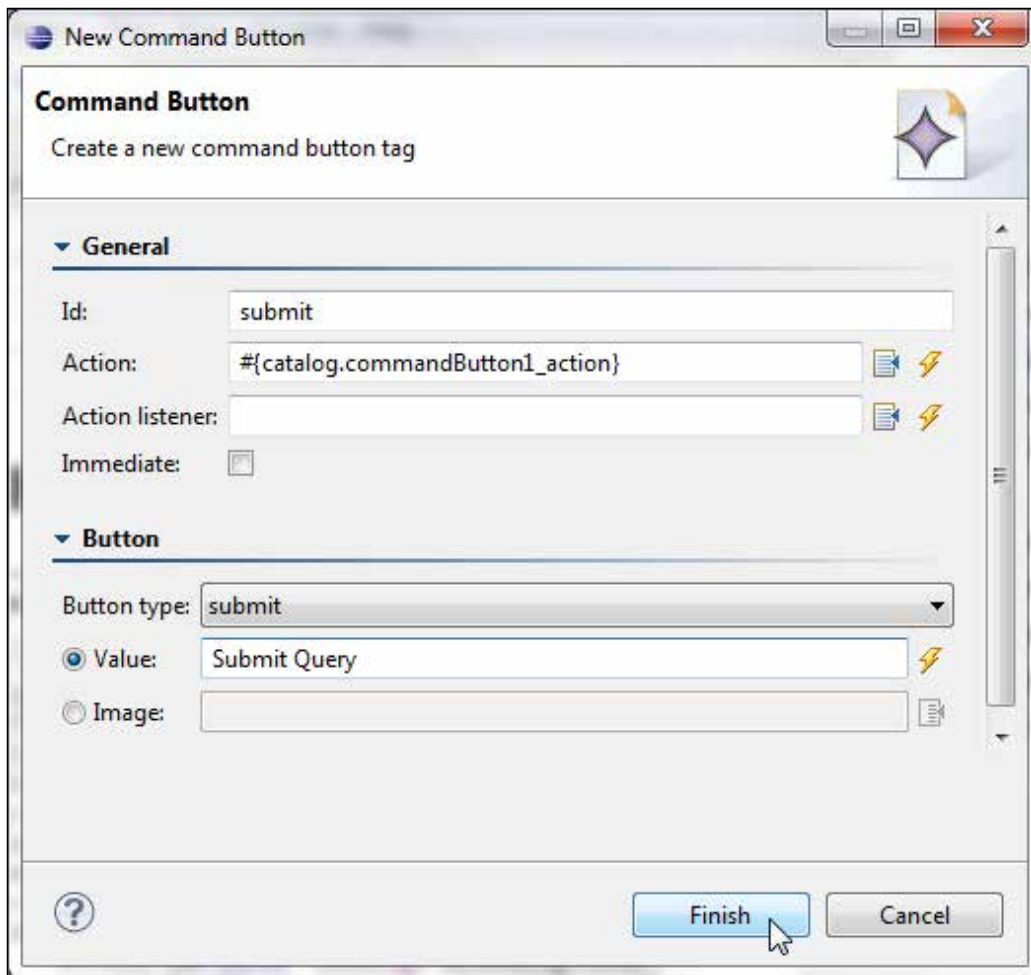 New Command Button
Command Button
Create a new command button tag
General
Id: submit
Action: #{catalog.commandButton1_action}
Action listener:
Immediate:
Button
Button type: submit
Value: Submit Query
Image:
? Finish Cancel